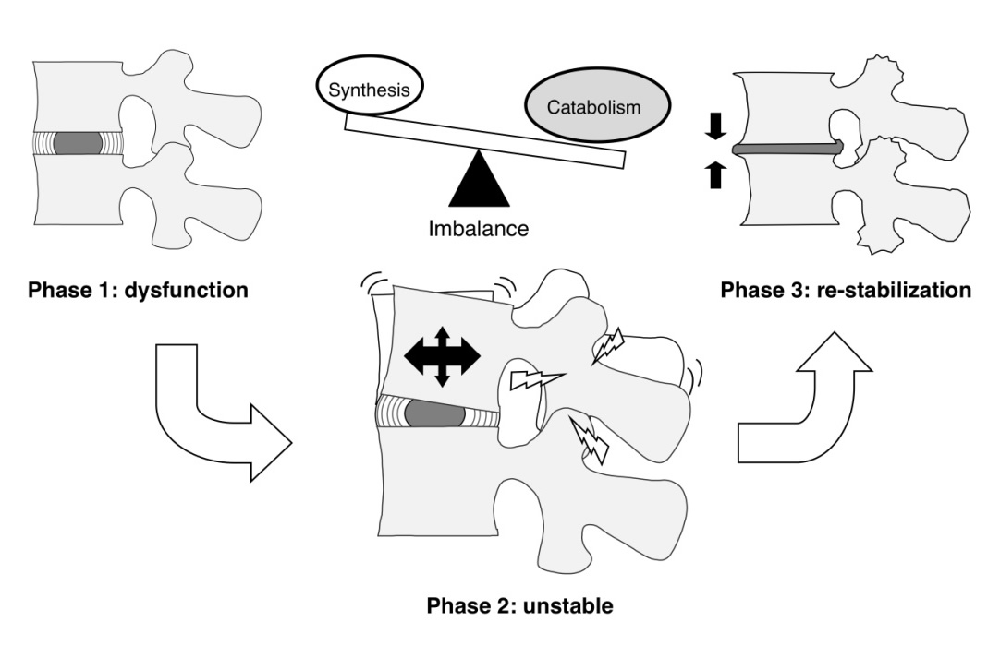 Synthesis
Catabolism
Imbalance
Phase 1: dysfunction
Phase 3: re-stabilization
Phase 2: unstable